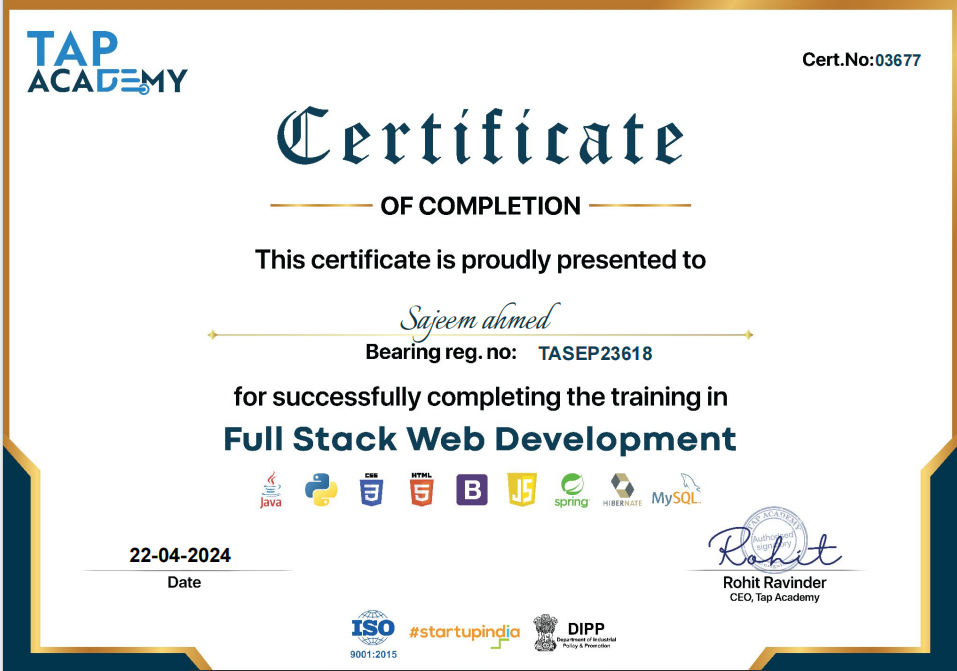 TAP
ACADEMY
Cert.No:03677
Certificate
OF COMPLETION
This certificate is proudly presented to
Sajeem ahmed
Bearing reg. no: TASEP23618
for successfully completing the training in
Full Stack Web Development
Java
CSS
3
HTML
5
B
JS
spring
HIBERNATE
MySQL
22-04-2024
Date
TAP ACADEMY
Authorised
signatory
Rohit
Rohit Ravinder
CEO, Tap Academy
ISO
9001:2015
#startupindia
DIPP
Department of Industrial
Policy & Promotion